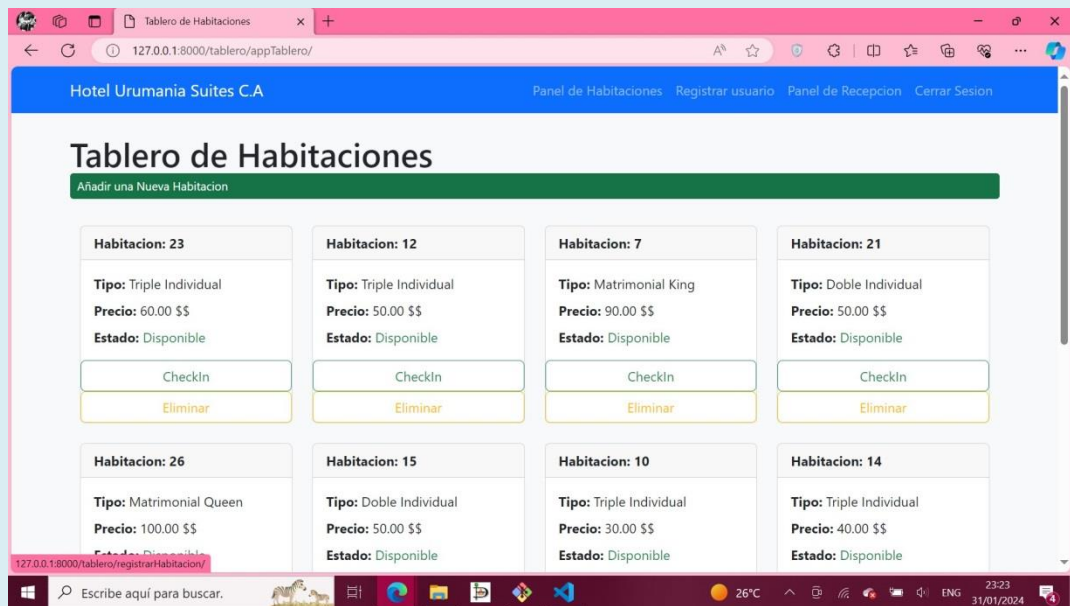 Tablero de Habitaciones
127.0.0.1:8000/tablero/appTablero/
Hotel Urumania Suites C.A
Panel de Habitaciones Registrar usuario Panel de Recepcion Cerrar Sesion
Tablero de Habitaciones
Añadir una Nueva Habitacion
Habitacion: 23
Tipo: Triple Individual
Precio: 60.00 $$
Estado: Disponible
CheckIn
Eliminar
Habitacion: 12
Tipo: Triple Individual
Precio: 50.00 $$
Estado: Disponible
CheckIn
Eliminar
Habitacion: 7
Tipo: Matrimonial King
Precio: 90.00 $$
Estado: Disponible
CheckIn
Eliminar
Habitacion: 21
Tipo: Doble Individual
Precio: 50.00 $$
Estado: Disponible
CheckIn
Eliminar
Habitacion: 26
Tipo: Matrimonial Queen
Precio: 100.00 $$
Estado: Disponible
Habitacion: 15
Tipo: Doble Individual
Precio: 50.00 $$
Estado: Disponible
Habitacion: 10
Tipo: Triple Individual
Precio: 30.00 $$
Estado: Disponible
Habitacion: 14
Tipo: Triple Individual
Precio: 40.00 $$
Estado: Disponible
127.0.0.1:8000/tablero/registrarHabitacion/
Escribe aquí para buscar.
26°C
ENG
23:23
31/01/2024
4